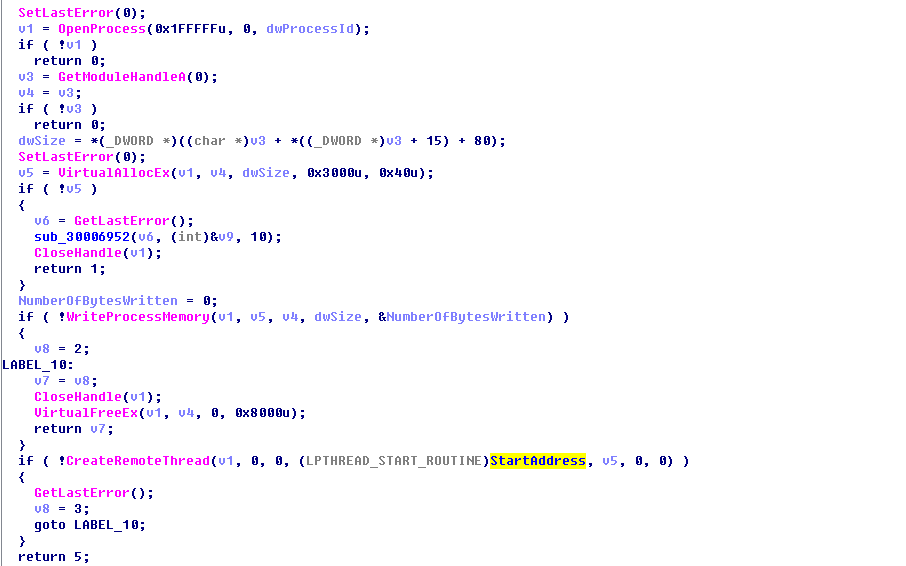 SetLastError(0);
v1 = OpenProcess(0x1FFFFFu, 0, dwProcessId);
if ( !v1 )
return 0;
v3 = GetModuleHandleA(0);
v4 = v3;
if ( !v3 )
return 0;
dwSize = *(_DWORD *)((char *)v3 + *((_DWORD *)v3 + 15) + 80);
SetLastError(0);
v5 = VirtualAllocEx(v1, v4, dwSize, 0x3000u, 0x40u);
if ( !v5 )
{
v6 = GetLastError();
sub_30006952(v6, (int)&v9, 10);
CloseHandle(v1);
return 1;
}
NumberOfBytesWritten = 0;
if ( !WriteProcessMemory(v1, v5, v4, dwSize, &NumberOfBytesWritten) )
{
v8 = 2;
LABEL_10:
v7 = v8;
CloseHandle(v1);
VirtualFreeEx(v1, v4, 0, 0x8000u);
return v7;
}
if ( !CreateRemoteThread(v1, 0, 0, (LPTHREAD_START_ROUTINE)StartAddress, v5, 0, 0) )
{
GetLastError();
v8 = 3;
goto LABEL_10;
}
return 5;